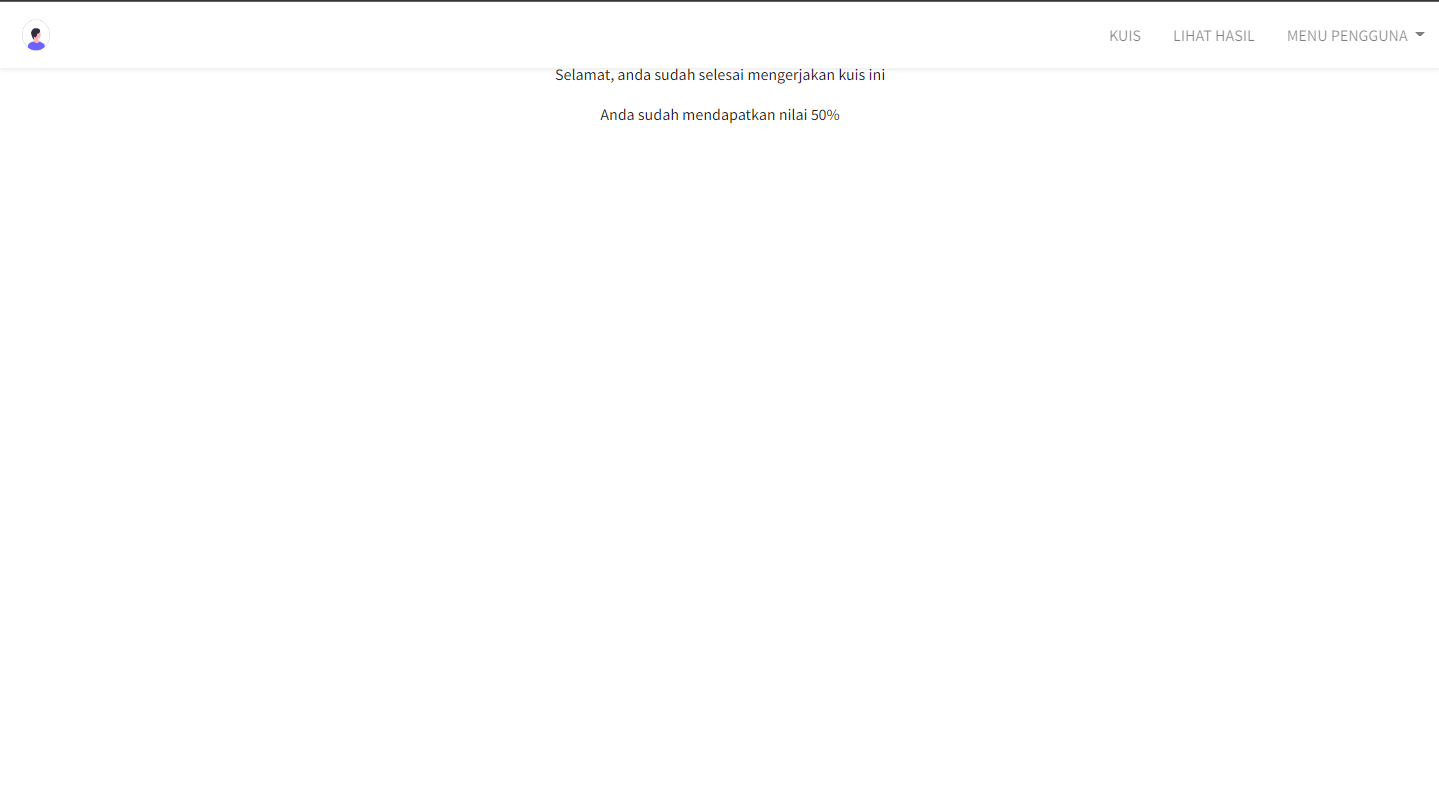 KUIS
LIHAT HASIL
MENU PENGGUNA
Selamat, anda sudah selesai mengerjakan kuis ini
Anda sudah mendapatkan nilai 50%